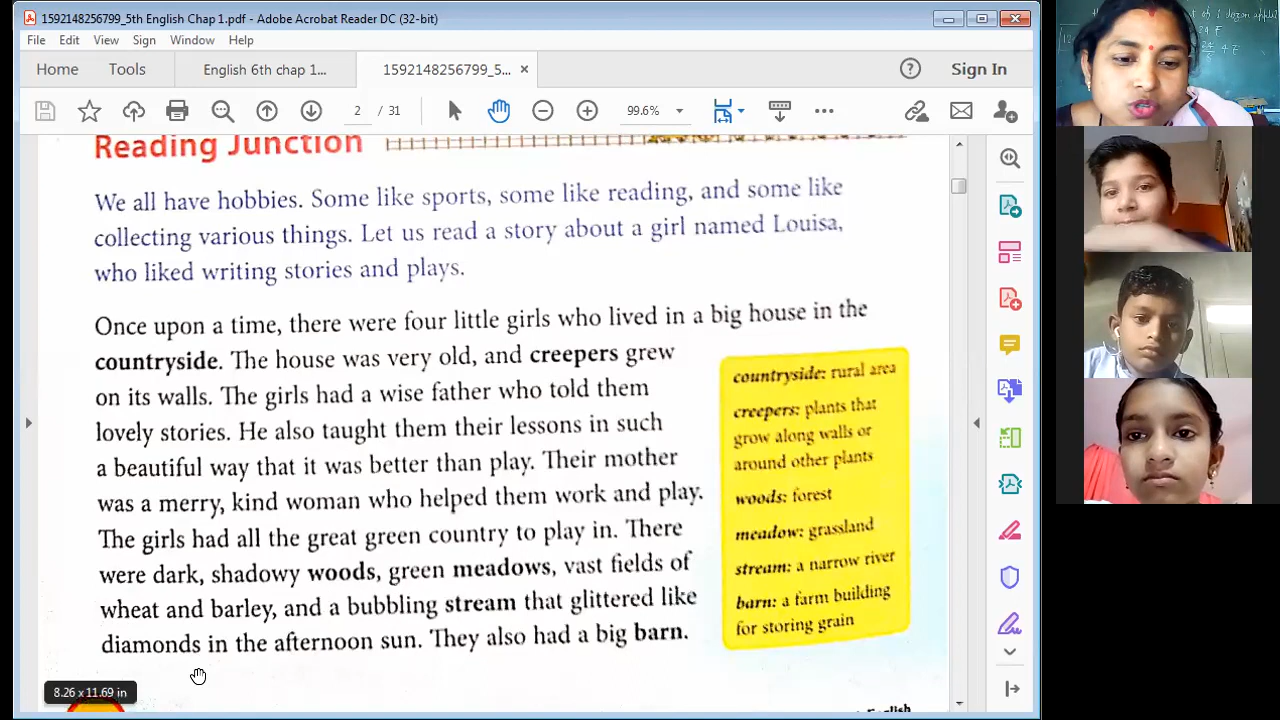 1592148256799_5th English Chap 1.pdf - Adobe Acrobat Reader DC (32-bit)
File Edit View Sign Window Help
Home Tools English 6th chap 1... 1592148256799_5... × Sign In
2 / 31 99.6%
Reading Junction
We all have hobbies. Some like sports, some like reading, and some like
collecting various things. Let us read a story about a girl named Louisa,
who liked writing stories and plays.
Once upon a time, there were four little girls who lived in a big house in the
countryside. The house was very old, and creepers grew
on its walls. The girls had a wise father who told them
lovely stories. He also taught them their lessons in such
a beautiful way that it was better than play. Their mother
was a merry, kind woman who helped them work and play.
The girls had all the great green country to play in. There
were dark, shadowy woods, green meadows, vast fields of
wheat and barley, and a bubbling stream that glittered like
diamonds in the afternoon sun. They also had a big barn.
countryside: rural area
creepers: plants that
grow along walls or
around other plants
woods: forest
meadow: grassland
stream: a narrow river
barn: a farm building
for storing grain
8.26 x 11.69 in
English